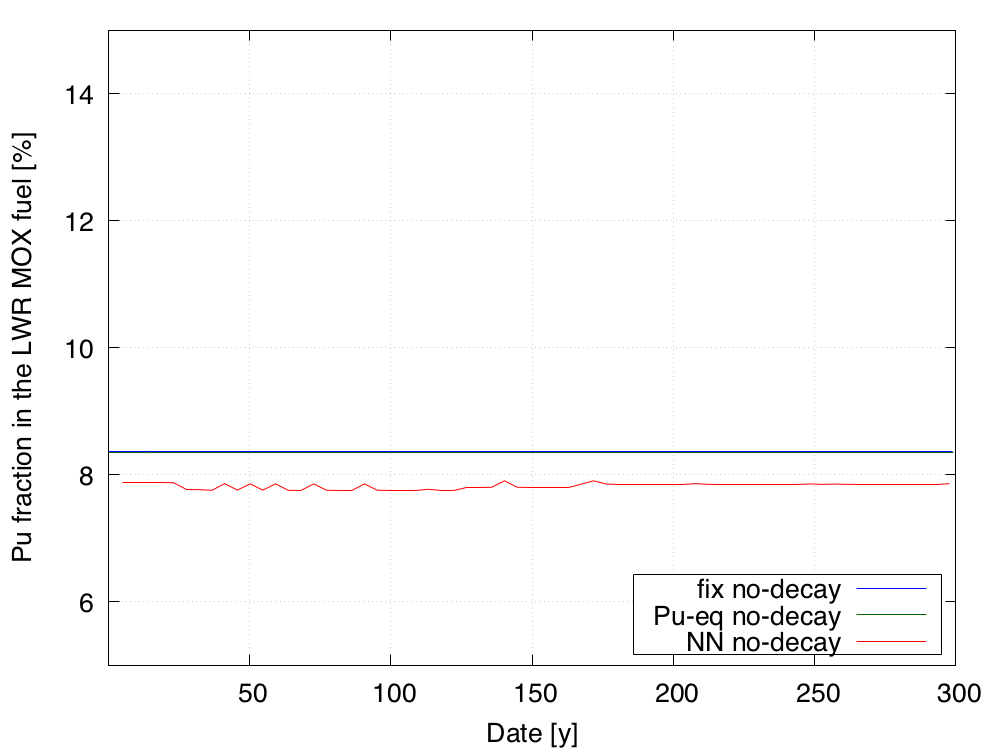 Pu fraction in the LWR MOX fuel [%]
14
12
10
8
6
fix no-decay
Pu-eq no-decay
NN no-decay
50
100
150
200
250
300
Date [y]